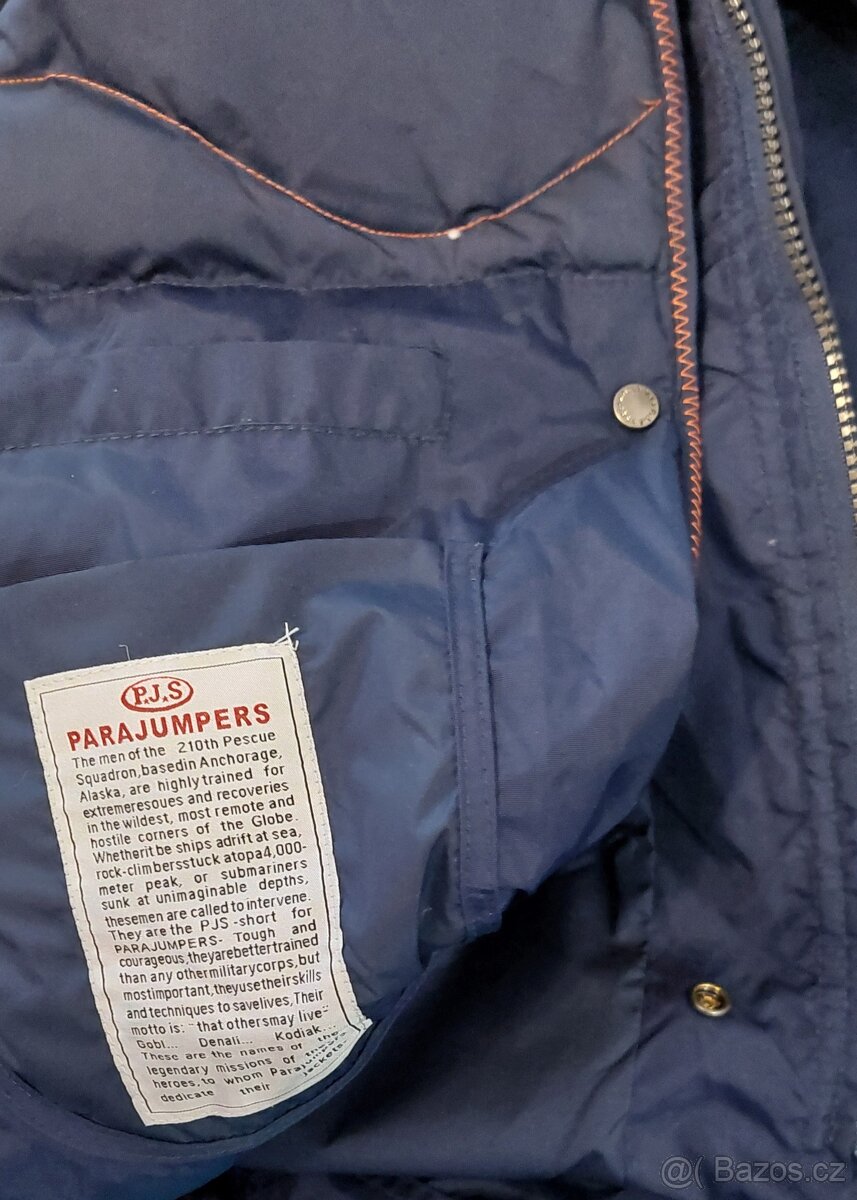 P.J.S
PARAJUMPERS
The men of the 210th Pescue
Squadron,basedin Anchorage,
Alaska, are highly trained for
extremeresoues and recoveries
in the wildest, most remote and
hostile corners of the Globe.
Whetherit be ships adrift at sea,
rock-climbersstuck atopa4,000-
meter peak, or submariners
sunk at unimaginable depths,
thesemen are called to intervene.
They are the PJS -short for
PARAJUMPERS- Tough and
courageous,theyarebettertrained
than any othermilitarycorps,but
mostimportant,theyusetheirskills
and techniques to savelives,Their
motto is: "that othersmay live"
Gobl... Denali... Kodiak...
These are the names of the
legendary missions of these
heroes, to whom Parajumpers
dedicate their jackets.
@( Bazos.cz